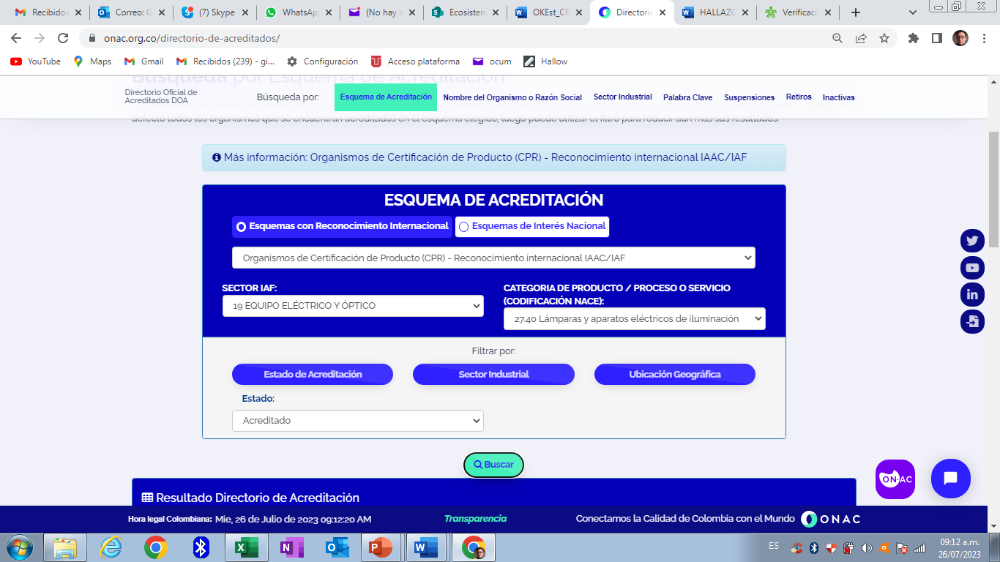 Recibidos
Correo: G
(7) Skype
WhatsApp
(No hay n
Ecosistem
OKEst_CF
Directorio
HALLAZG
Verificaci
onac.org.co/directorio-de-acreditados/
YouTube
Maps
Gmail
Recibidos (239) - gi...
Configuración
Acceso plataforma
ocum
Hallow
Búsqueda por Esquema de Acreditación
Directorio Oficial de
Acreditados DOA
Búsqueda por:
Esquema de Acreditación
Nombre del Organismo o Razón Social
Sector Industrial
Palabra Clave
Suspensiones
Retiros
Inactivas
defecto todos los organismos que se encuentran acreditados en el esquema elegido, luego puede utilizar el filtro para reducir aún más sus resultados.
Más información: Organismos de Certificación de Producto (CPR) - Reconocimiento internacional IAAC/IAF
ESQUEMA DE ACREDITACIÓN
Esquemas con Reconocimiento Internacional
Esquemas de Interés Nacional
Organismos de Certificación de Producto (CPR) - Reconocimiento internacional IAAC/IAF
SECTOR IAF:
19 EQUIPO ELÉCTRICO Y ÓPTICO
CATEGORIA DE PRODUCTO / PROCESO O SERVICIO
(CODIFICACIÓN NACE):
27.40 Lámparas y aparatos eléctricos de iluminación
Filtrar por:
Estado de Acreditación
Sector Industrial
Ubicación Geográfica
Estado:
Acreditado
Buscar
ON·AC
Resultado Directorio de Acreditación
Hora legal Colombiana: Mie, 26 de Julio de 2023 09:12:20 AM
Transparencia
Conectamos la Calidad de Colombia con el Mundo
ONAC
ES
09:12 a.m.
26/07/2023